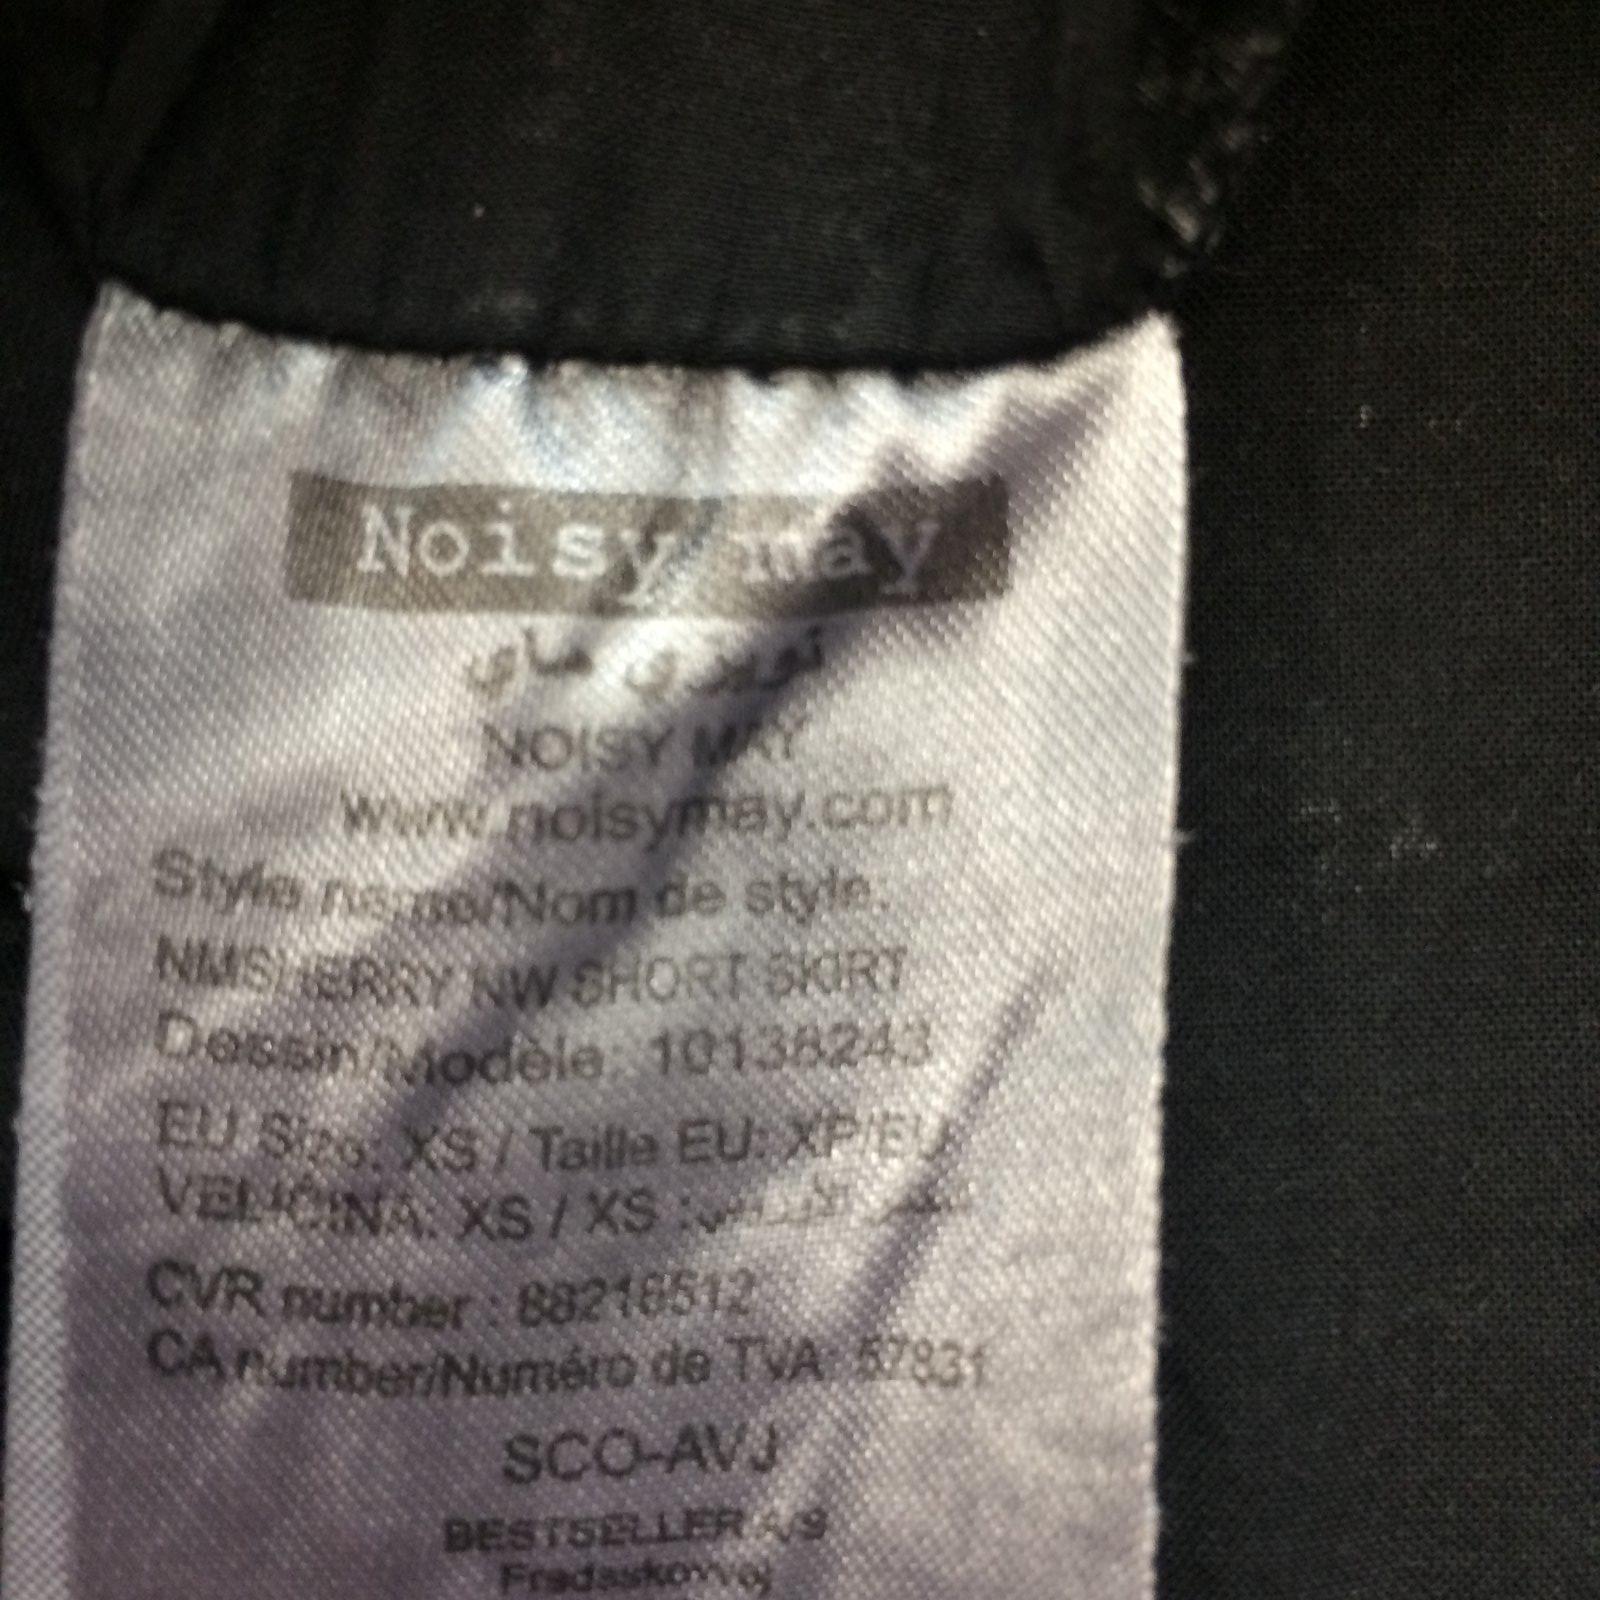 Noisy may
نويزي ماي
NOISY MAY
www.noisymay.com
Style name/Nom de style:
NMSHERRY NW SHORT SKIRT
Dessin/Modèle: 10138243
EU Size: XS / Taille EU: XP/EU
VELIČINA: XS / XS :
CVR number : 88216512
CA number/Numéro de TVA: 57831
SCO-AVJ
BESTSELLER A/S
Fredskovvej